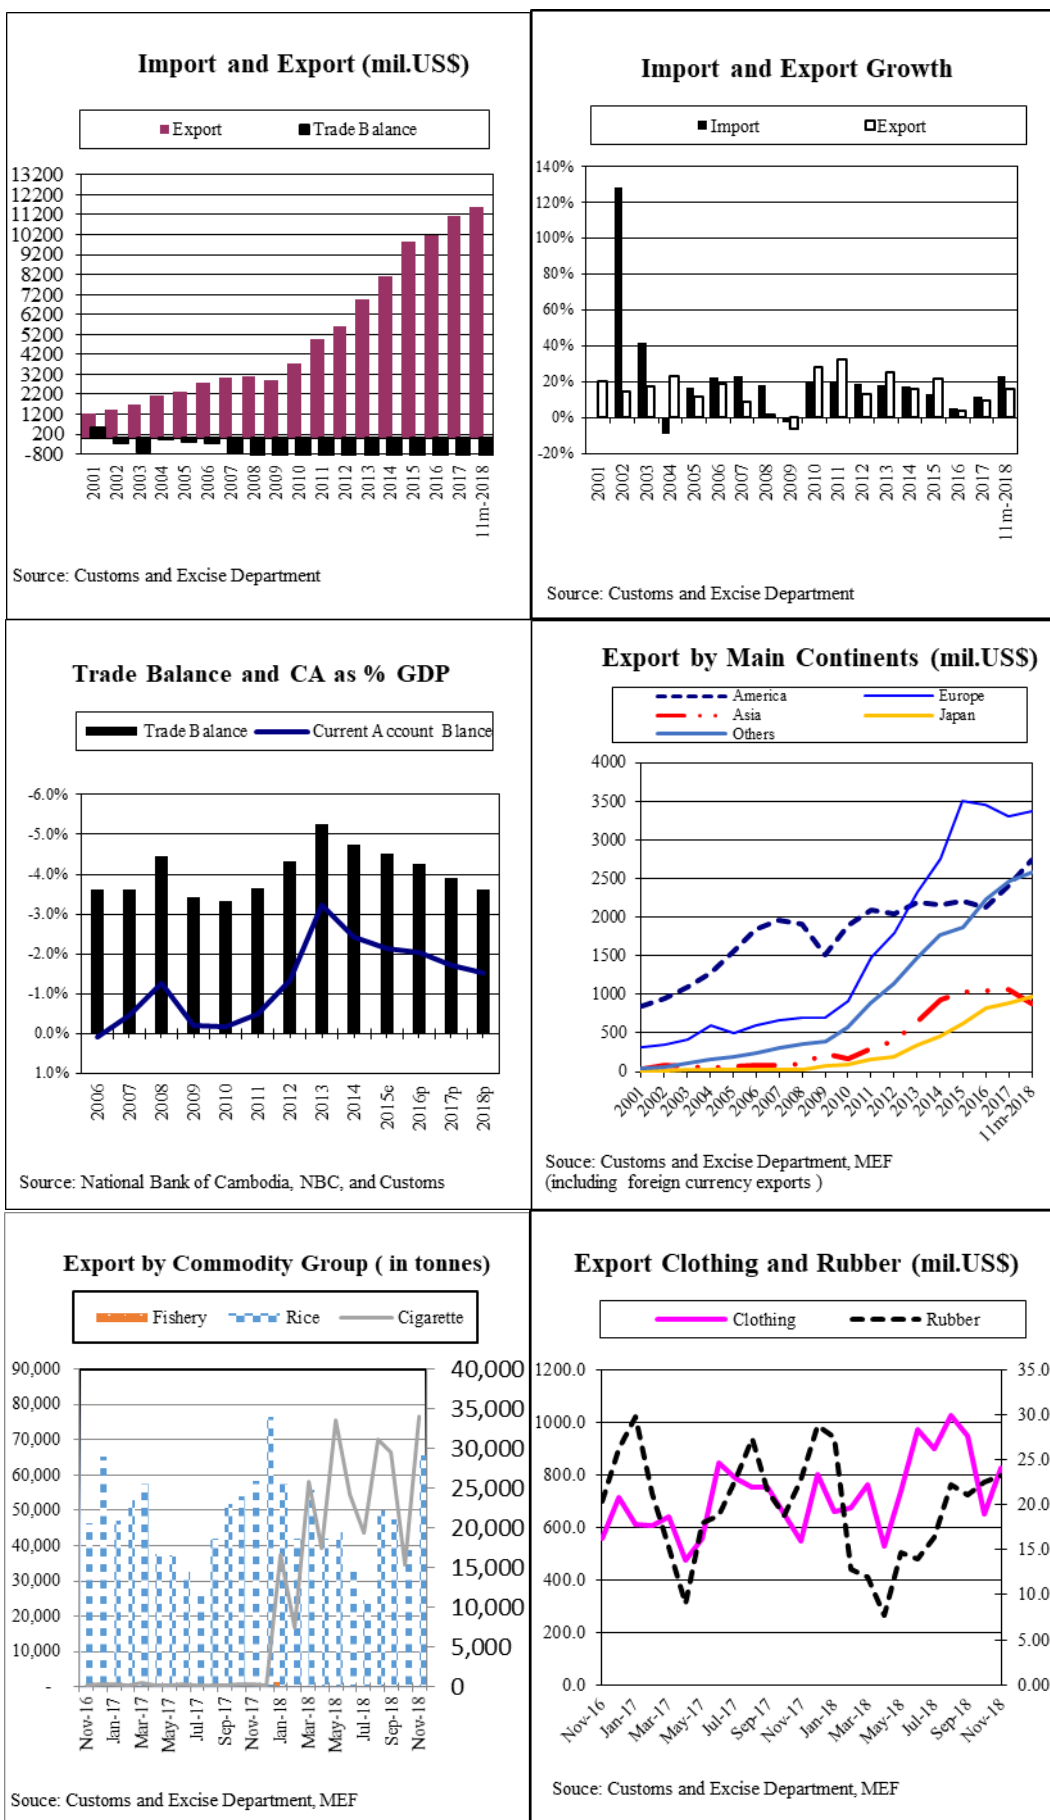 Import and Export (mil.US$)
Export Trade Balance
13200
12200
11200
10200
9200
8200
7200
6200
5200
4200
3200
2200
1200
200
-800
2001 2002 2003 2004 2005 2006 2007 2008 2009 2010 2011 2012 2013 2014 2015 2016 2017 11m-2018
Source: Customs and Excise Department
Import and Export Growth
Import Export
140%
120%
100%
80%
60%
40%
20%
0%
-20%
2001 2002 2003 2004 2005 2006 2007 2008 2009 2010 2011 2012 2013 2014 2015 2016 2017 11m-2018
Source: Customs and Excise Department
Trade Balance and CA as % GDP
Trade Balance Current Account Blance
-6.0%
-5.0%
-4.0%
-3.0%
-2.0%
-1.0%
0.0%
1.0%
2006 2007 2008 2009 2010 2011 2012 2013 2014 2015e 2016p 2017p 2018p
Source: National Bank of Cambodia, NBC, and Customs
Export by Main Continents (mil.US$)
America Europe
Asia Japan
Others
4000
3500
3000
2500
2000
1500
1000
500
0
2001 2002 2003 2004 2005 2006 2007 2008 2009 2010 2011 2012 2013 2014 2015 2016 2017 11m-2018
Souce: Customs and Excise Department, MEF
(including foreign currency exports )
Export by Commodity Group ( in tonnes)
Fishery Rice Cigarette
90,000 40,000
80,000 35,000
70,000 30,000
60,000 25,000
50,000 20,000
40,000 15,000
30,000 10,000
20,000 5,000
10,000 0
-
Nov-16 Jan-17 Mar-17 May-17 Jul-17 Sep-17 Nov-17 Jan-18 Mar-18 May-18 Jul-18 Sep-18 Nov-18
Souce: Customs and Excise Department, MEF
Export Clothing and Rubber (mil.US$)
Clothing Rubber
1200.0 35.0
1000.0 30.0
800.0 25.0
600.0 20.0
400.0 15.0
200.0 10.0
0.0 5.00
0.00
Nov-16 Jan-17 Mar-17 May-17 Jul-17 Sep-17 Nov-17 Jan-18 Mar-18 May-18 Jul-18 Sep-18 Nov-18
Souce: Customs and Excise Department, MEF